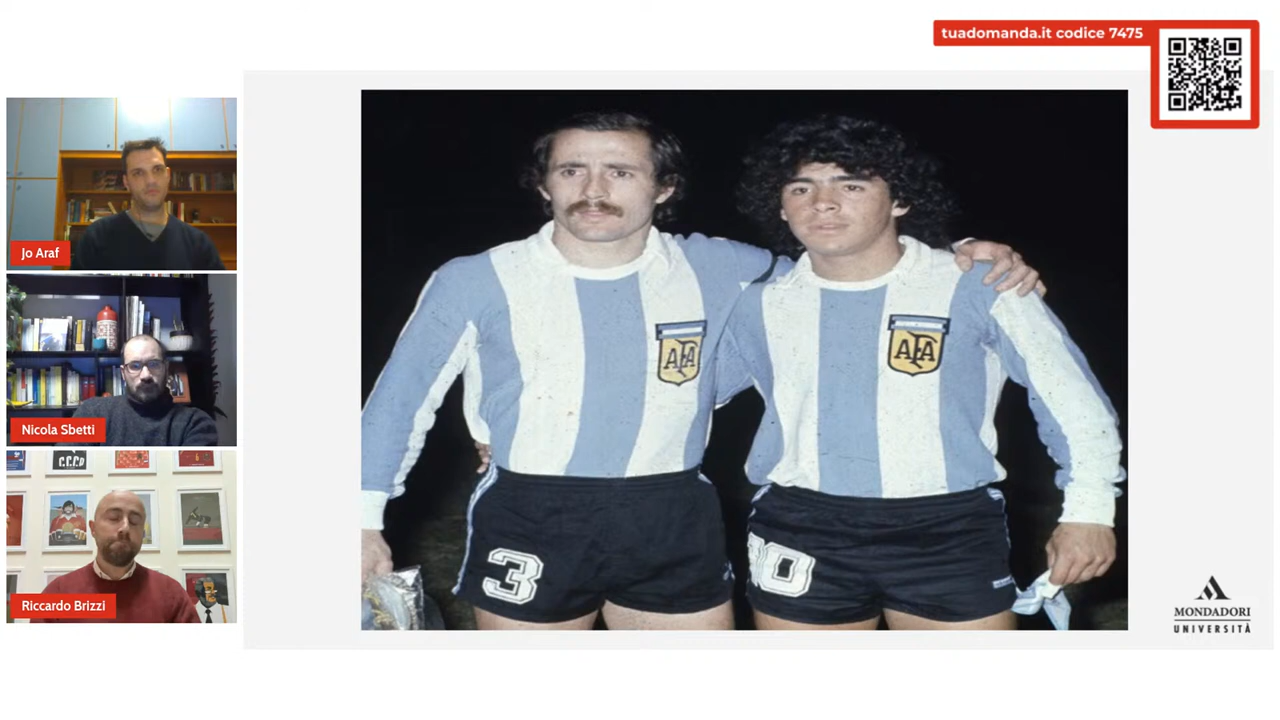 tuadomanda.it codice 7475
Jo Araf
Nicola Sbetti
C.C.C.P
Riccardo Brizzi
AFA
AFA
3
10
MONDADORI
UNIVERSITÀ